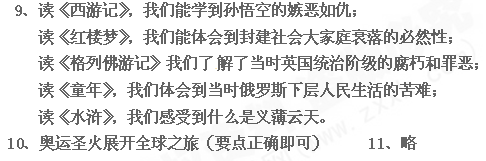 9、读《西游记》，我们能学到孙悟空的嫉恶如仇；
读《红楼梦》，我们能体会到封建社会大家庭衰落的必然性；
读《格列佛游记》我们了解了当时英国统治阶级的腐朽和罪恶；
读《童年》，我们体会到当时俄罗斯下层人民生活的苦难；
读《水浒》，我们感受到什么是义薄云天。
10、奥运圣火展开全球之旅（要点正确即可）　　11、略